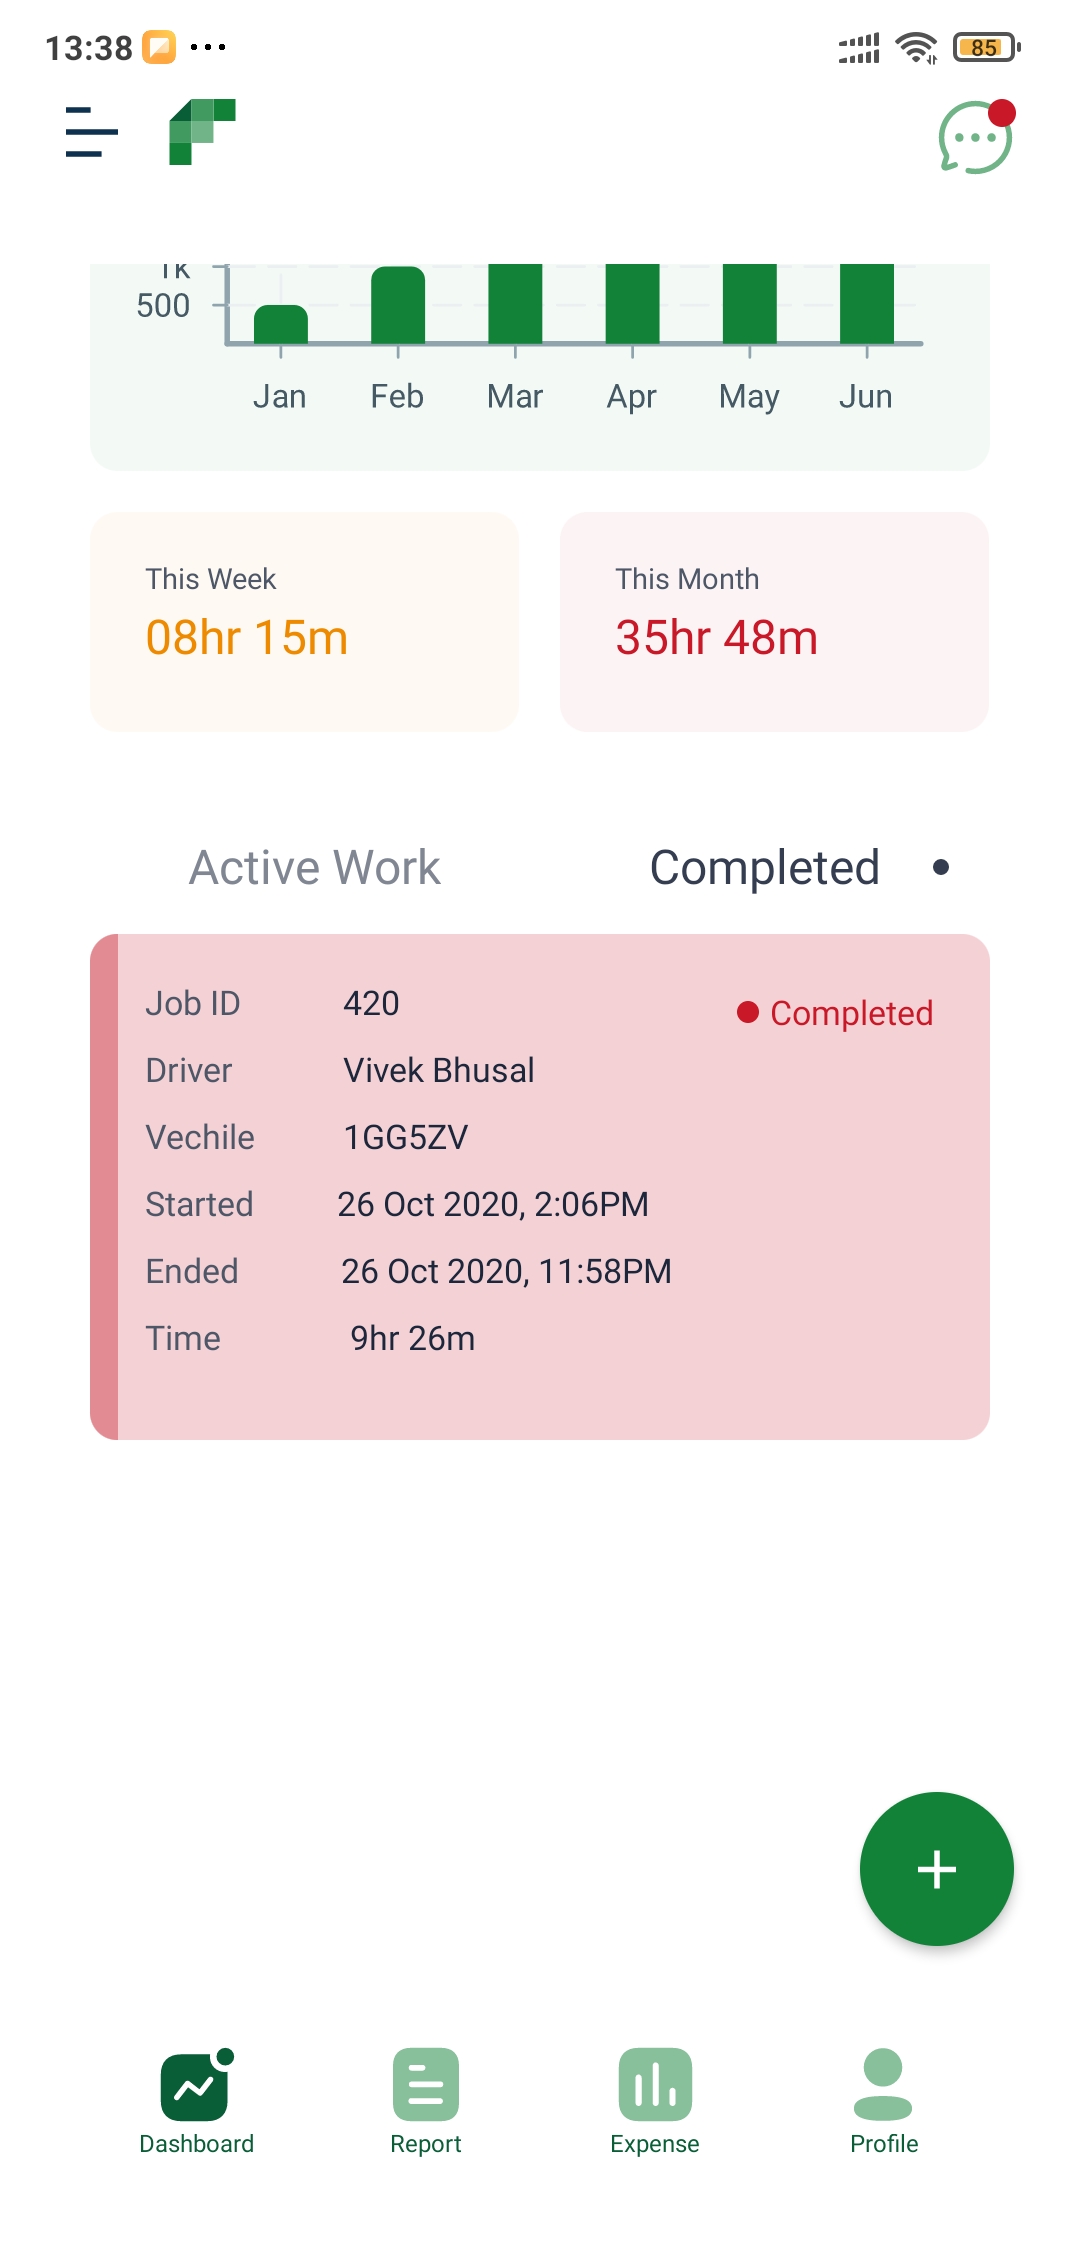 13:38
85
1k
500
Jan Feb Mar Apr May Jun
This Week
08hr 15m
This Month
35hr 48m
Active Work Completed
Job ID 420 Completed
Driver Vivek Bhusal
Vechile 1GG5ZV
Started 26 Oct 2020, 2:06PM
Ended 26 Oct 2020, 11:58PM
Time 9hr 26m
Dashboard Report Expense Profile